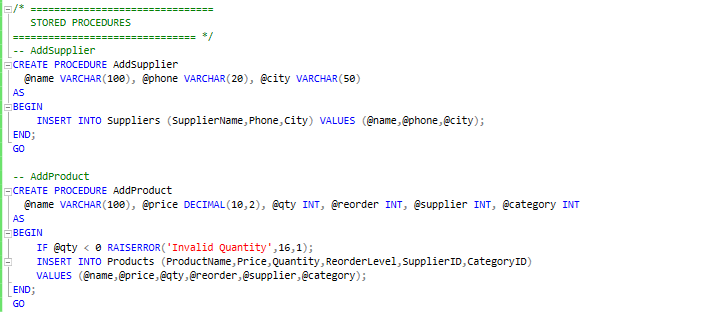 /* ===============================
STORED PROCEDURES
=============================== */
-- AddSupplier
CREATE PROCEDURE AddSupplier
@name VARCHAR(100), @phone VARCHAR(20), @city VARCHAR(50)
AS
BEGIN
INSERT INTO Suppliers (SupplierName,Phone,City) VALUES (@name,@phone,@city);
END;
GO
-- AddProduct
CREATE PROCEDURE AddProduct
@name VARCHAR(100), @price DECIMAL(10,2), @qty INT, @reorder INT, @supplier INT, @category INT
AS
BEGIN
IF @qty < 0 RAISERROR('Invalid Quantity',16,1);
INSERT INTO Products (ProductName,Price,Quantity,ReorderLevel,SupplierID,CategoryID)
VALUES (@name,@price,@qty,@reorder,@supplier,@category);
END;
GO